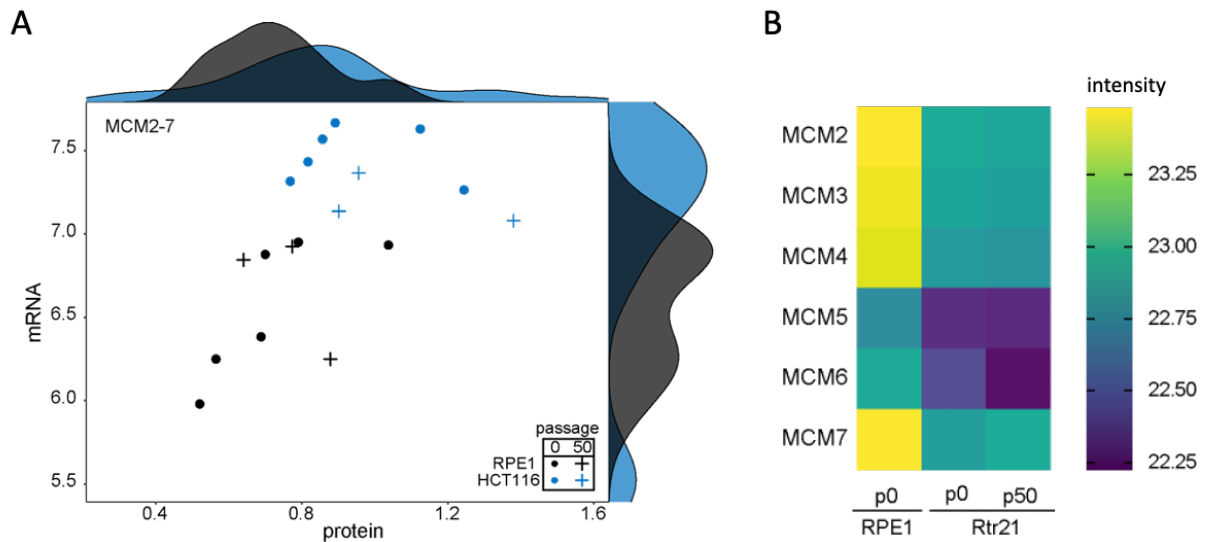 A
MCM2-7
7.5
7.0
6.5
6.0
5.5
mRNA
0.4 0.8 1.2 1.6
protein
passage
0 50
RPE1
HCT116
B
intensity
MCM2
MCM3
MCM4
MCM5
MCM6
MCM7
p0 p0 p50
RPE1 Rtr21
23.25
23.00
22.75
22.50
22.25